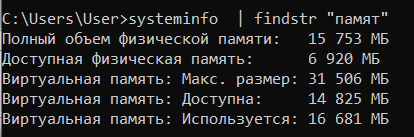 C:\Users\User>systeminfo  | findstr "памят"
Полный объем физической памяти:   15 753 МБ
Доступная физическая память:      6 920 МБ
Виртуальная память: Макс. размер: 31 506 МБ
Виртуальная память: Доступна:     14 825 МБ
Виртуальная память: Используется: 16 681 МБ